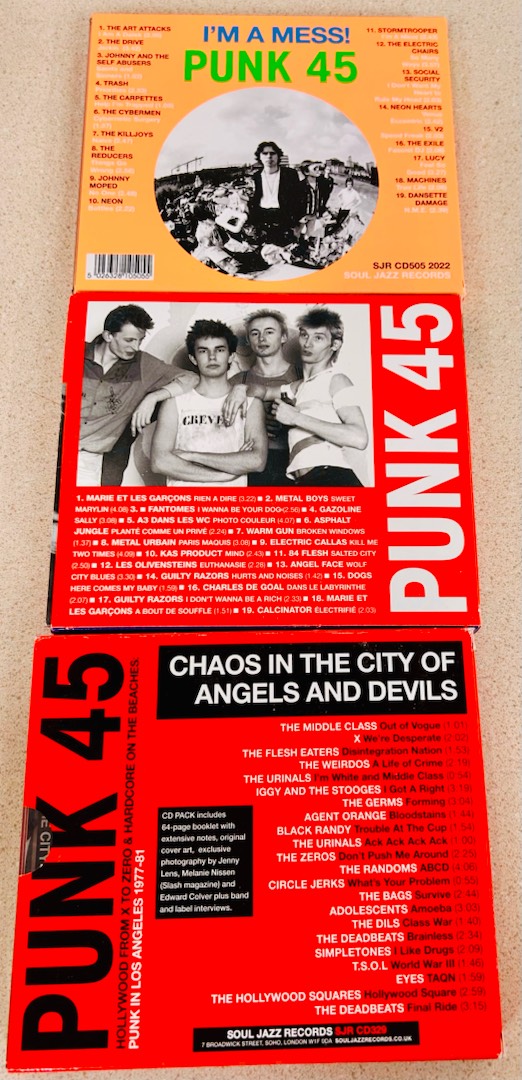 I'M A MESS!
PUNK 45
1. THE ART ATTACKS
2. THE DRIVE
3. JOHNNY AND THE
SELF ABUSERS
4. TRASH
5. THE CARPETTES
6. THE CYBERMEN
7. THE KILLJOYS
8. THE
REDUCERS
9. JOHNNY
MOPED
10. NEON
11. STORMTROOPER
12. THE ELECTRIC
CHAIRS
13. SOCIAL
SECURITY
14. NEON HEARTS
15. V2
16. THE EXILE
17. LUCY
18. MACHINES
19. DANSETTE
DAMAGE
5 026328 105055
SJR CD505 2022
SOUL JAZZ RECORDS
GREVE
PUNK 45
1. MARIE ET LES GARÇONS RIEN A DIRE (3.22) ■ 2. METAL BOYS SWEET
MARYLIN (4.08) 3. ■ FANTOMES I WANNA BE YOUR DOG (2.56) ■ 4. GAZOLINE
SALLY (3.08) ■ 5. A3 DANS LES WC PHOTO COULEUR (4.07) ■ 6. ASPHALT
JUNGLE PLANTÉ COMME UN PRIVÉ (2.24) ■ 7. WARM GUN BROKEN WINDOWS
(1.37) ■ 8. METAL URBAIN PARIS MAQUIS (3.08) ■ 9. ELECTRIC CALLAS KILL ME
TWO TIMES (4.09) ■ 10. KAS PRODUCT MIND (2.43) ■ 11. 84 FLESH SALTED CITY
(2.50) ■ 12. LES OLIVENSTEINS EUTHANASIE (2.26) ■ 13. ANGEL FACE WOLF
CITY BLUES (3.30) ■ 14. GUILTY RAZORS HURTS AND NOISES (1.42) ■ 15. DOGS
HERE COMES MY BABY (1.59) ■ 16. CHARLES DE GOAL DANS LE LABYRINTHE
(2.07) ■ 17. GUILTY RAZORS I DON'T WANNA BE A RICH (2.33) ■ 18. MARIE ET
LES GARÇONS A BOUT DE SOUFFLE (1.51) ■ 19. CALCINATOR ÉLECTRIFIÉ (2.03)
PUNK 45
HOLLYWOOD FROM X TO ZERO & HARDCORE ON THE BEACHES
PUNK IN LOS ANGELES 1977-81
CHAOS IN THE CITY OF
ANGELS AND DEVILS
THE MIDDLE CLASS Out of Vogue (1:01)
X We're Desperate (2:02)
THE FLESH EATERS Disintegration Nation (1:53)
THE WEIRDOS A Life of Crime (2:19)
THE URINALS I'm White and Middle Class (0:54)
IGGY AND THE STOOGES I Got A Right (3:19)
THE GERMS Forming (3:04)
AGENT ORANGE Bloodstains (1:44)
BLACK RANDY Trouble At The Cup (1:54)
THE URINALS Ack Ack Ack Ack (1:00)
THE ZEROS Don't Push Me Around (2:25)
THE RANDOMS ABCD (4:06)
CIRCLE JERKS What's Your Problem (0:55)
THE BAGS Survive (2:44)
ADOLESCENTS Amoeba (3:03)
THE DILS Class War (1:40)
THE DEADBEATS Brainless (2:34)
SIMPLETONES I Like Drugs (2:09)
T.S.O.L World War III (1:46)
EYES TAQN (1:59)
THE HOLLYWOOD SQUARES Hollywood Square (2:59)
THE DEADBEATS Final Ride (3:15)
CD PACK includes
64-page booklet with
extensive notes, original
cover art, exclusive
photography by Jenny
Lens, Melanie Nissen
(Slash magazine) and
Edward Colver plus band
and label interviews.
SOUL JAZZ RECORDS SJR CD329
7 BROADWICK STREET, SOHO, LONDON W1F 0DA SOULJAZZRECORDS.CO.UK